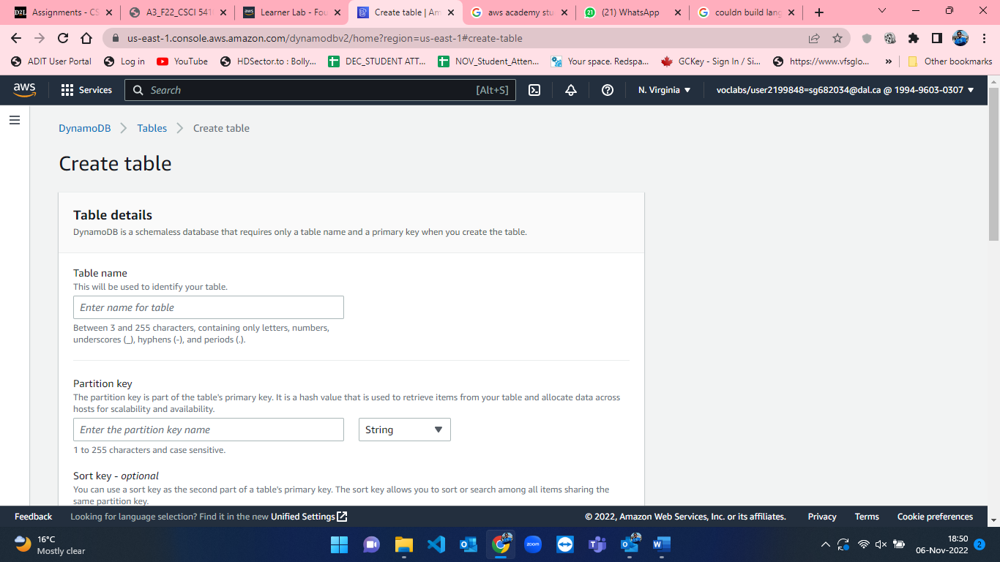 Assignments - CS
A3_F22_CSCI 541
Learner Lab - Fou
Create table | Am
aws academy stu
(21) WhatsApp
couldn build lang
us-east-1.console.aws.amazon.com/dynamodbv2/home?region=us-east-1#create-table
ADIT User Portal
Log in
YouTube
HDSector.to : Bolly...
DEC_STUDENT ATT...
NOV_Student_Atten...
Your space. Redspa...
GCKey - Sign In / Si...
https://www.vfsglo...
»
Other bookmarks
aws
Services
Search
[Alt+S]
N. Virginia
voclabs/user2199848=sg682034@dal.ca @ 1994-9603-0307
DynamoDB
Tables
Create table
Create table
Table details
DynamoDB is a schemaless database that requires only a table name and a primary key when you create the table.
Table name
This will be used to identify your table.
Enter name for table
Between 3 and 255 characters, containing only letters, numbers,
underscores (_), hyphens (-), and periods (.).
Partition key
The partition key is part of the table's primary key. It is a hash value that is used to retrieve items from your table and allocate data across
hosts for scalability and availability.
Enter the partition key name
String
1 to 255 characters and case sensitive.
Sort key - optional
You can use a sort key as the second part of a table's primary key. The sort key allows you to sort or search among all items sharing the
same partition key.
Feedback
Looking for language selection? Find it in the new Unified Settings
© 2022, Amazon Web Services, Inc. or its affiliates.
Privacy
Terms
Cookie preferences
16°C
Mostly clear
zoom
18:50
06-Nov-2022
2